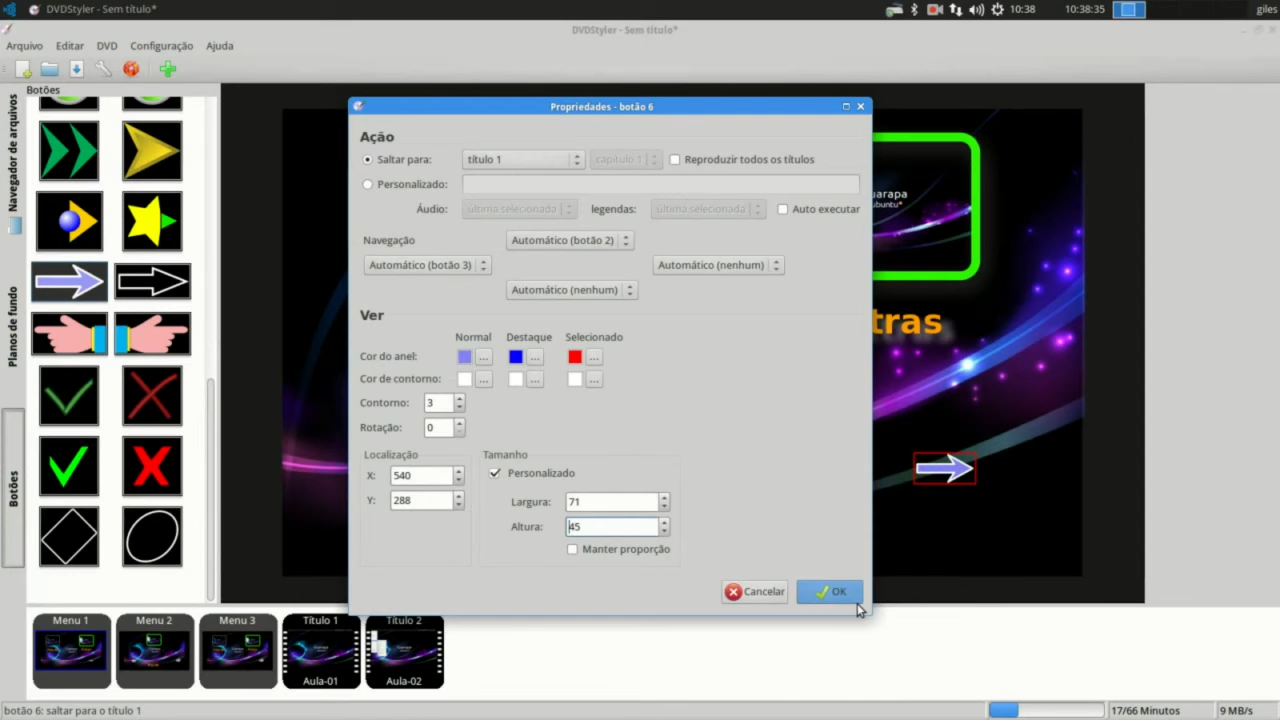 DVDStyler - Sem título*
10:38
10:38:35
giles
DVDStyler - Sem título*
Arquivo Editar DVD Configuração Ajuda
Navegador de arquivos
Planos de fundo
Botões
Botões
Propriedades - botão 6
Ação
Saltar para: título 1 capítulo 1 Reproduzir todos os títulos
Personalizado:
Áudio: última selecionada legendas: última selecionada Auto executar
Navegação Automático (botão 2)
Automático (botão 3) Automático (nenhum)
Automático (nenhum)
Ver
Normal Destaque Selecionado
Cor do anel: ... ... ...
Cor de contorno: ... ... ...
Contorno: 3
Rotação: 0
Localização Tamanho
X: 540 Personalizado
Y: 288 Largura: 71
Altura: 45
Manter proporção
Cancelar OK
uarapa
ubuntu*
tras
Menu 1 Menu 2 Menu 3 Título 1 Título 2
Aula-01 Aula-02
botão 6: saltar para o título 1
17/66 Minutos
9 MB/s